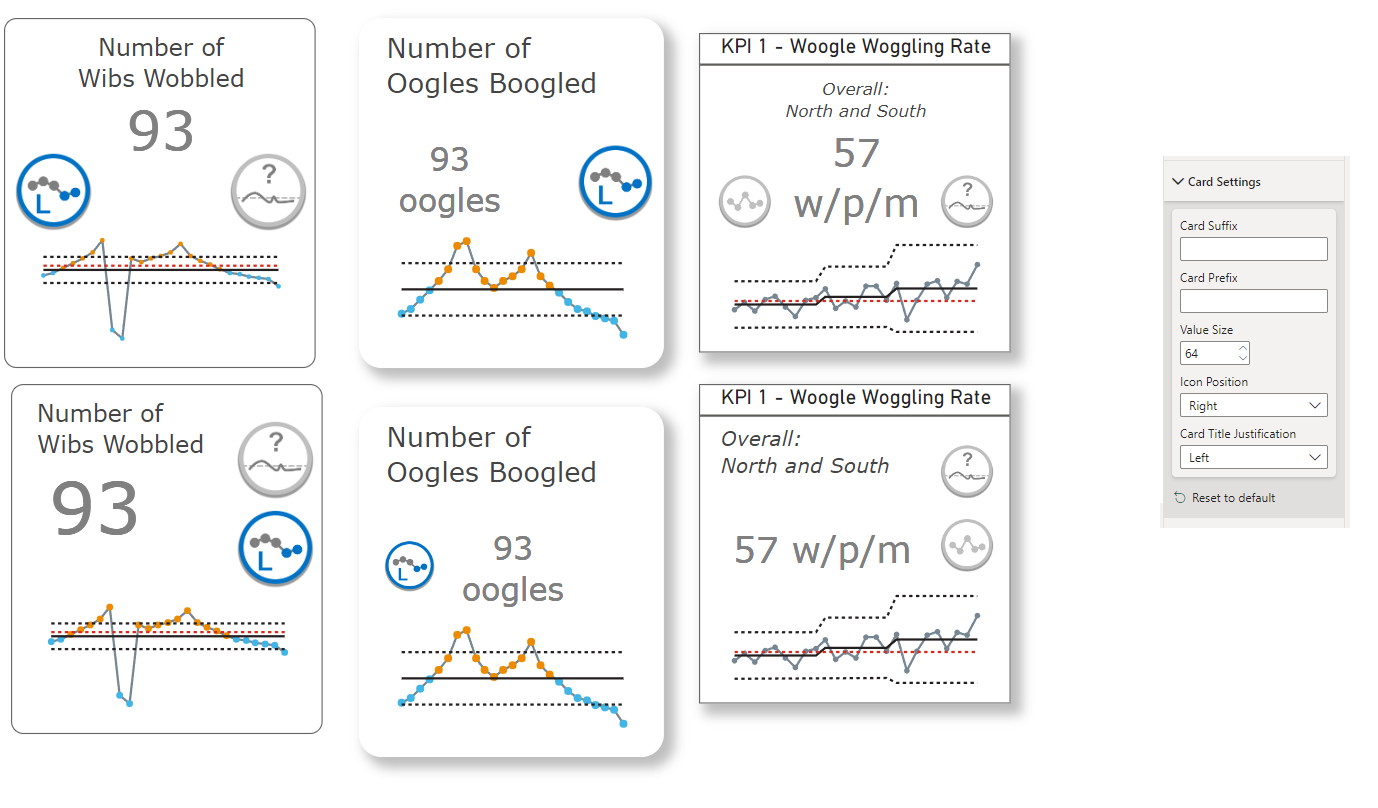 Number of
Wibs Wobbled
93
L
?
Number of
Oogles Boogled
93
oogles
L
KPI 1 - Woogle Woggling Rate
Overall:
North and South
57
w/p/m
?
Number of
Wibs Wobbled
93
?
L
Number of
Oogles Boogled
L
93
oogles
KPI 1 - Woogle Woggling Rate
Overall:
North and South
?
57 w/p/m
Card Settings
Card Suffix
Card Prefix
Value Size
64
Icon Position
Right
Card Title Justification
Left
Reset to default